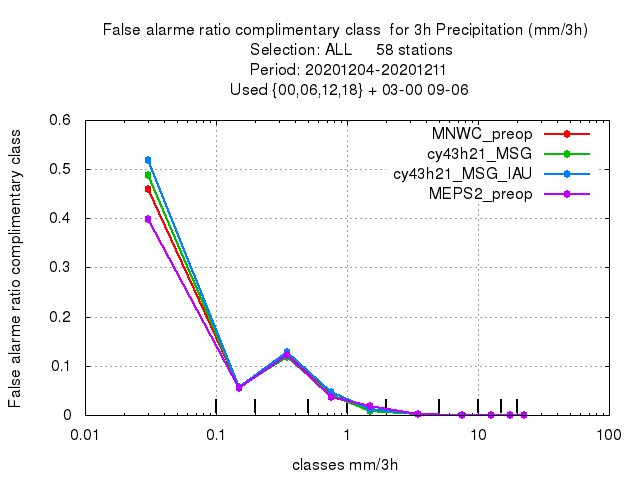 False alarme ratio complimentary class  for 3h Precipitation (mm/3h)
Selection: ALL     58 stations
Period: 20201204-20201211
Used {00,06,12,18} + 03-00 09-06
False alarme ratio complimentary class
0.6
0.5
0.4
0.3
0.2
0.1
0
MNWC_preop
cy43h21_MSG
cy43h21_MSG_IAU
MEPS2_preop
0.01 0.1 1 10 100
classes mm/3h